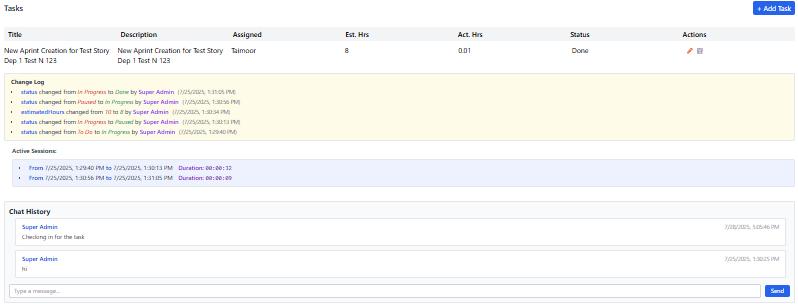 Tasks
+ Add Task
Title Description Assigned Est. Hrs Act. Hrs Status Actions
New Aprint Creation for Test Story New Aprint Creation for Test Story Taimoor 8 0.01 Done
Dep 1 Test N 123 Dep 1 Test N 123
Change Log
• status changed from In Progress to Done by Super Admin (7/25/2025, 1:31:05 PM)
• status changed from Paused to In Progress by Super Admin (7/25/2025, 1:30:56 PM)
• estimatedHours changed from 10 to 8 by Super Admin (7/25/2025, 1:30:34 PM)
• status changed from In Progress to Paused by Super Admin (7/25/2025, 1:30:13 PM)
• status changed from To Do to In Progress by Super Admin (7/25/2025, 1:29:40 PM)
Active Sessions:
• From 7/25/2025, 1:29:40 PM to 7/25/2025, 1:30:13 PM Duration: 00:00:32
• From 7/25/2025, 1:30:56 PM to 7/25/2025, 1:31:05 PM Duration: 00:00:09
Chat History
Super Admin 7/28/2025, 5:05:46 PM
Checking in for the task
Super Admin 7/25/2025, 1:30:25 PM
hi
Type a message... Send